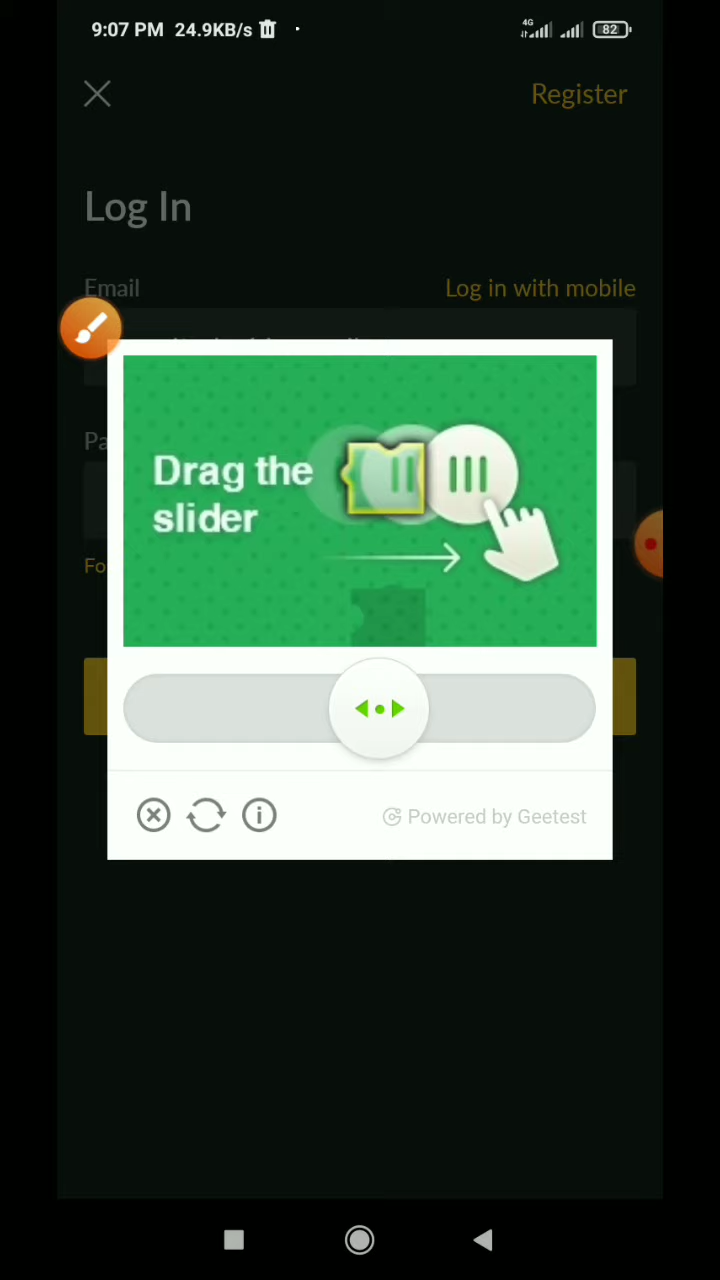 9:07 PM 24.9KB/s
4G
82
Register
Log In
Email
Log in with mobile
Drag the
slider
Powered by Geetest